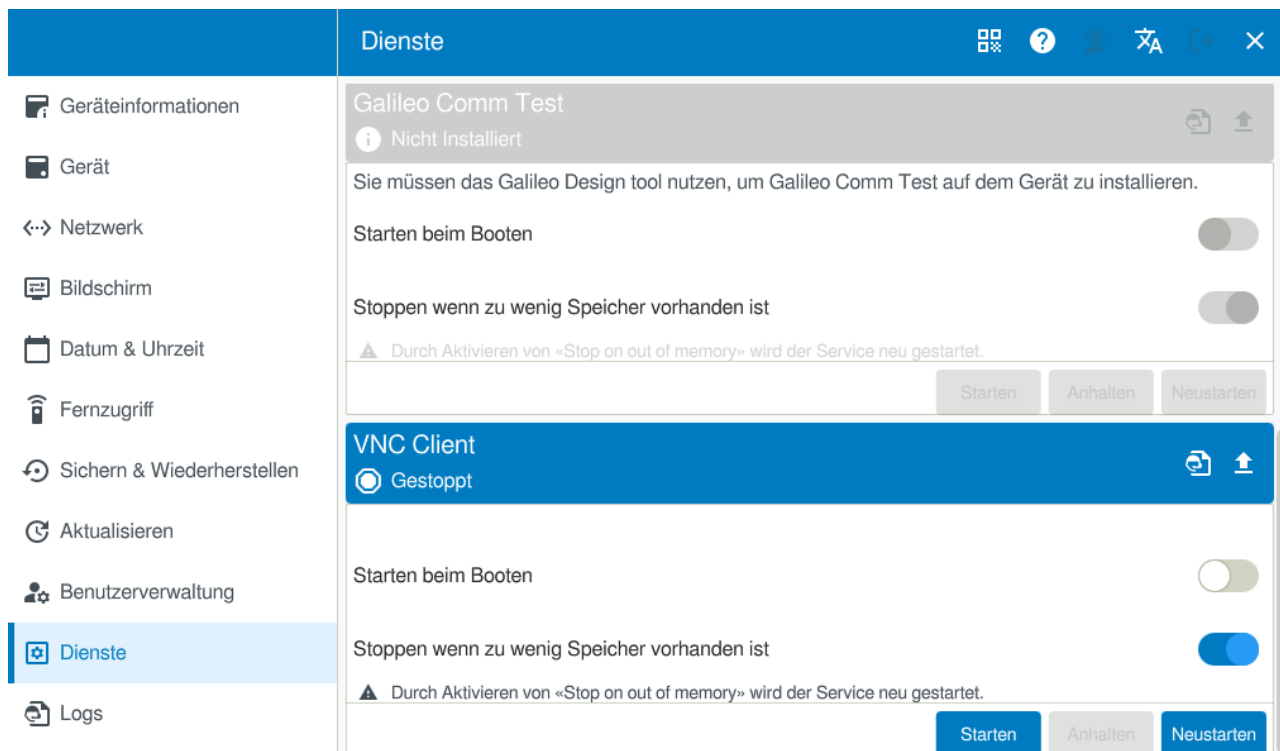 Dienste
Geräteinformationen
Gerät
Netzwerk
Bildschirm
Datum & Uhrzeit
Fernzugriff
Sichern & Wiederherstellen
Aktualisieren
Benutzerverwaltung
Dienste
Logs
Galileo Comm Test
Nicht Installiert
Sie müssen das Galileo Design tool nutzen, um Galileo Comm Test auf dem Gerät zu installieren.
Starten beim Booten
Stoppen wenn zu wenig Speicher vorhanden ist
Durch Aktivieren von «Stop on out of memory» wird der Service neu gestartet.
Starten Anhalten Neustarten
VNC Client
Gestoppt
Starten beim Booten
Stoppen wenn zu wenig Speicher vorhanden ist
Durch Aktivieren von «Stop on out of memory» wird der Service neu gestartet.
Starten Anhalten Neustarten